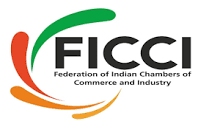 FICCI
Federation of Indian Chambers of
Commerce and Industry